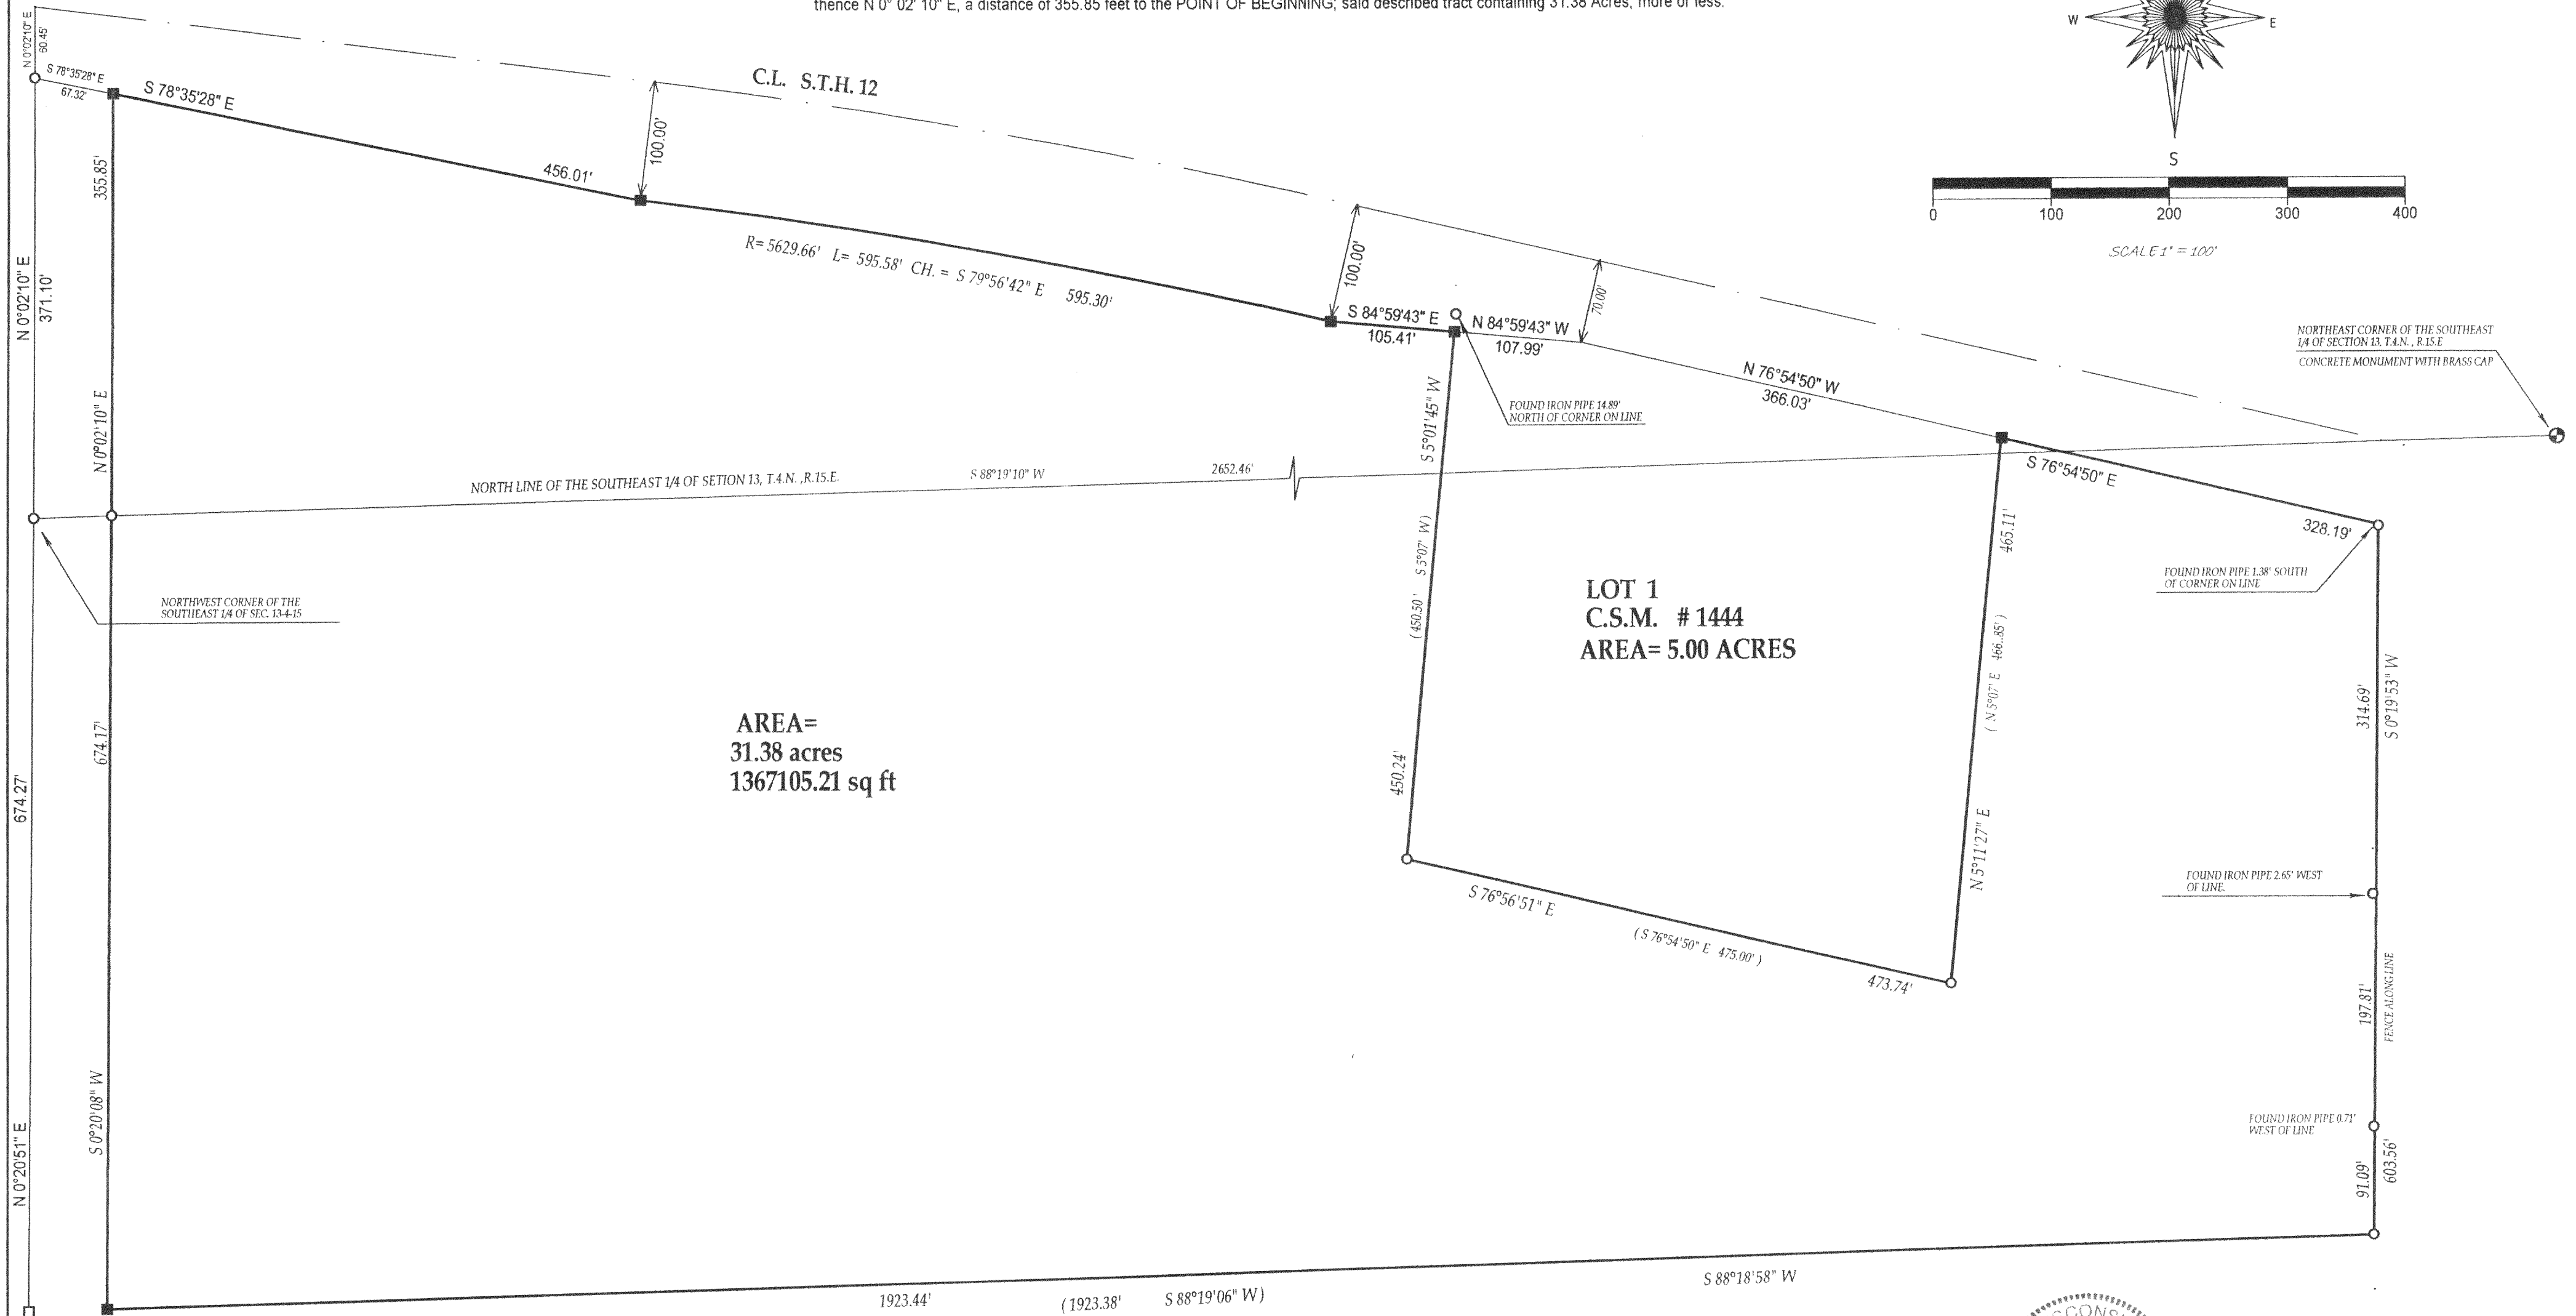 thence N 0° 02' 10" E, a distance of 355.85 feet to the POINT OF BEGINNING; said described tract containing 31.38 Acres, more or less.
W
E
S
0 100 200 300 400
SCALE 1" = 100'
N 0°02'10" E
60.45'
S 78°35'28" E
67.32'
S 78°35'28" E
456.01'
C.L. S.T.H. 12
100.00'
R= 5629.66' L= 595.58' CH. = S 79°56'42" E 595.30'
100.00'
S 84°59'43" E
105.41'
N 84°59'43" W
107.99'
70.00'
N 76°54'50" W
366.03'
FOUND IRON PIPE 14.89'
NORTH OF CORNER ON LINE
NORTHEAST CORNER OF THE SOUTHEAST
1/4 OF SECTION 13, T.4.N. , R.15.E
CONCRETE MONUMENT WITH BRASS CAP
355.85'
N 0°02'10" E
371.10'
N 0°02'10" E
NORTH LINE OF THE SOUTHEAST 1/4 OF SETION 13, T.4.N. ,R.15.E.
S 88°19'10" W
2652.46'
S 76°54'50" E
328.19'
FOUND IRON PIPE 1.38' SOUTH
OF CORNER ON LINE
NORTHWEST CORNER OF THE
SOUTHEAST 1/4 OF SEC. 13-4-15
S 5°01'45" W
( 450.50' S 5°07' W)
450.24'
LOT 1
C.S.M. # 1444
AREA= 5.00 ACRES
465.11'
( N 5°07' E 466..85' )
N 5°11'27" E
AREA=
31.38 acres
1367105.21 sq ft
674.17'
674.27'
S 0°20'08" W
N 0°20'51" E
S 76°56'51" E
( S 76°54'50" E 475.00' )
473.74'
314.69'
S 0°19'53" W
FOUND IRON PIPE 2.65' WEST
OF LINE.
197.81'
FENCE ALONG LINE
FOUND IRON PIPE 0.71'
WEST OF LINE
91.09'
603.56'
S 88°18'58" W
1923.44'
( 1923.38' S 88°19'06" W)